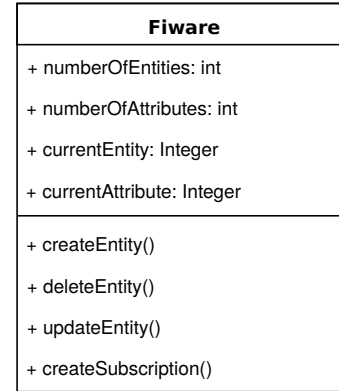 Fiware
+ numberOfEntities: int
+ numberOfAttributes: int
+ currentEntity: Integer
+ currentAttribute: Integer
+ createEntity()
+ deleteEntity()
+ updateEntity()
+ createSubscription()